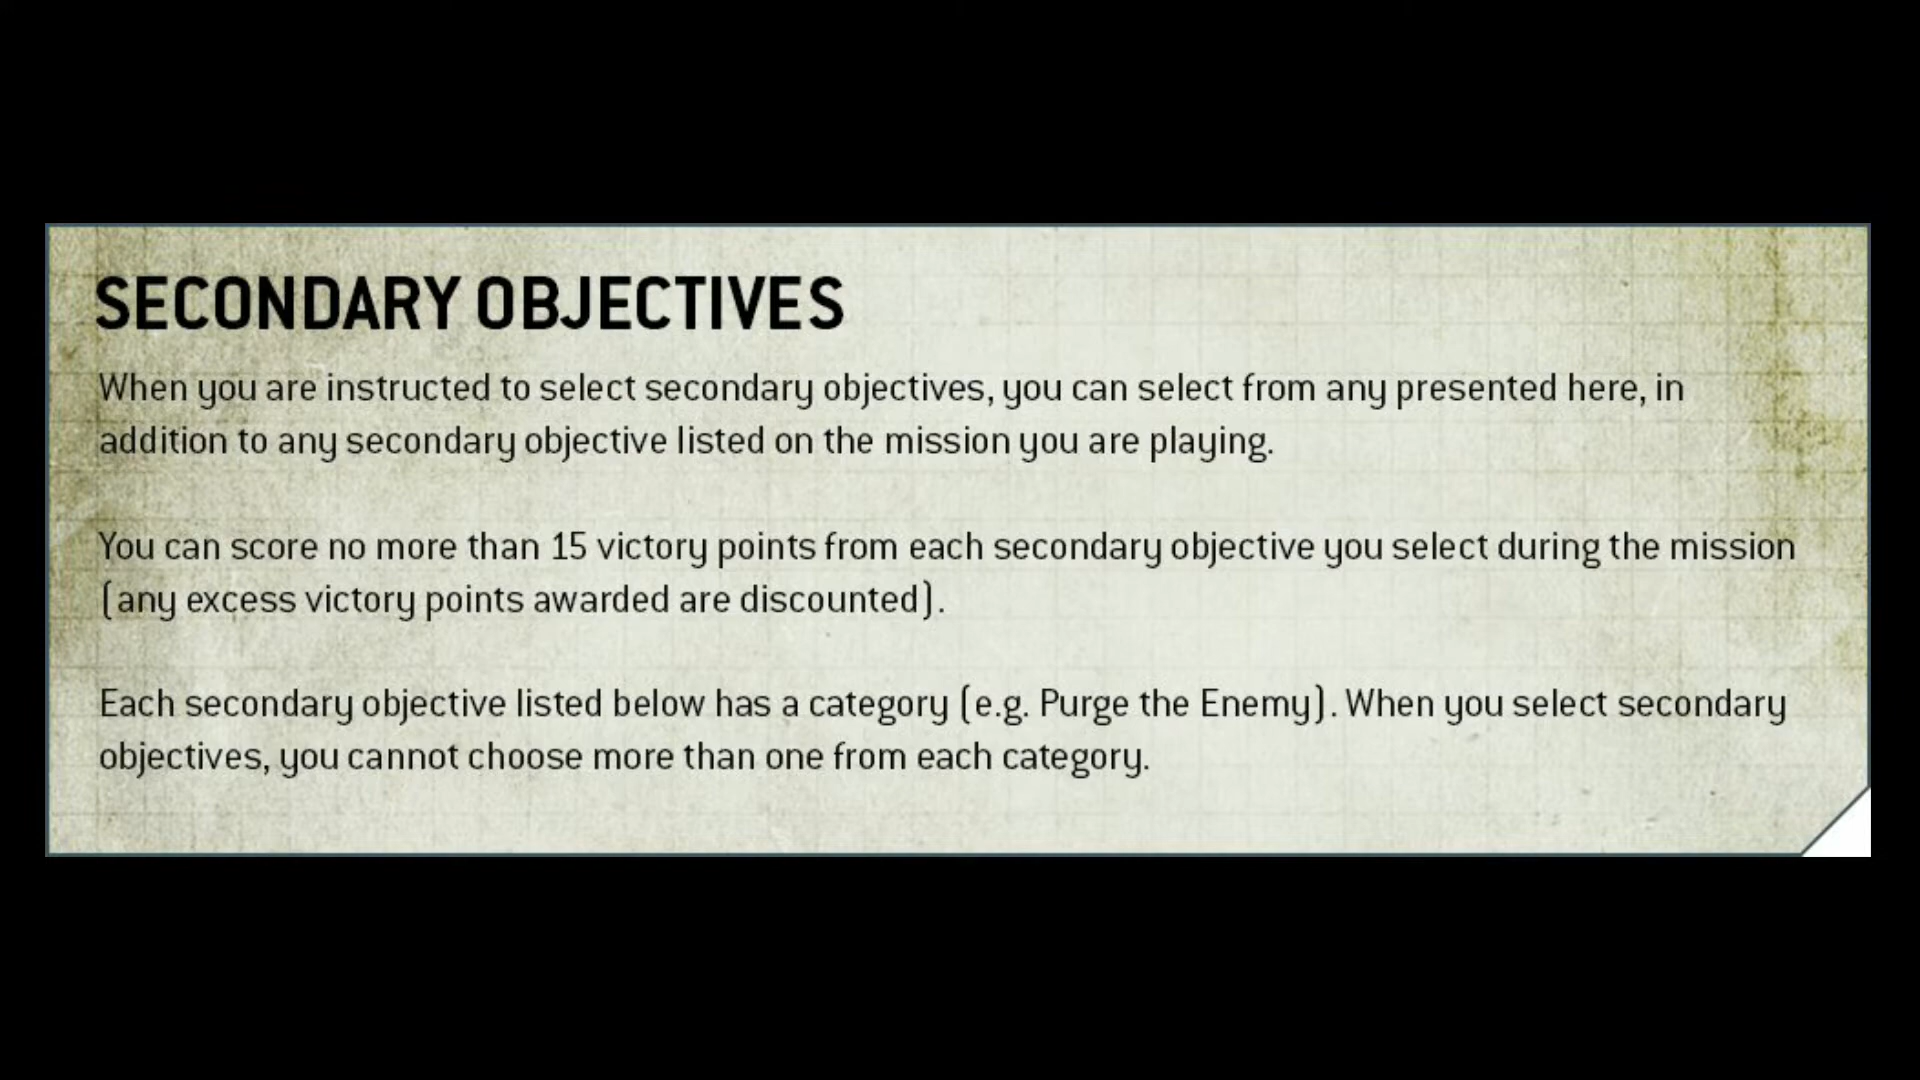 SECONDARY OBJECTIVES
When you are instructed to select secondary objectives, you can select from any presented here, in
addition to any secondary objective listed on the mission you are playing.
You can score no more than 15 victory points from each secondary objective you select during the mission
(any excess victory points awarded are discounted).
Each secondary objective listed below has a category (e.g. Purge the Enemy). When you select secondary
objectives, you cannot choose more than one from each category.